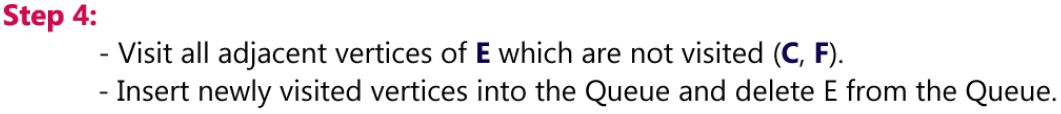 Step 4:
- Visit all adjacent vertices of E which are not visited (C, F).
- Insert newly visited vertices into the Queue and delete E from the Queue.